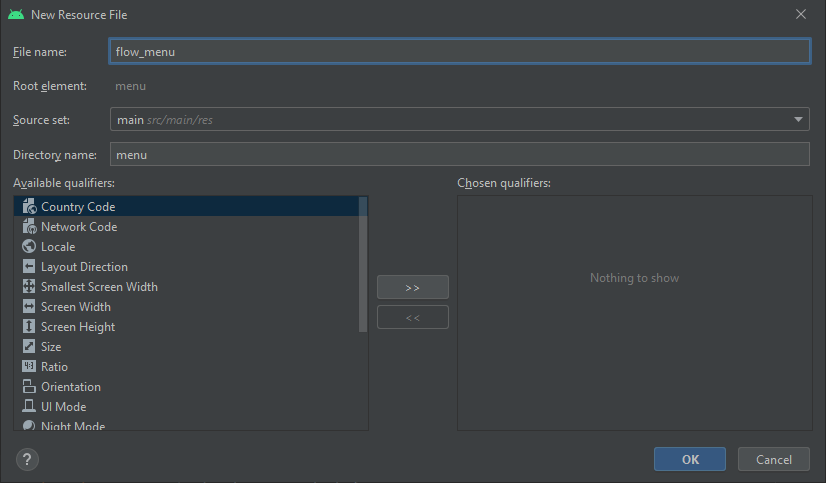 New Resource File
File name: flow_menu
Root element: menu
Source set: main src/main/res
Directory name: menu
Available qualifiers:
Country Code
Network Code
Locale
Layout Direction
Smallest Screen Width
Screen Width
Screen Height
Size
Ratio
Orientation
UI Mode
Night Mode
>>
<<
Chosen qualifiers:
Nothing to show
?
OK
Cancel